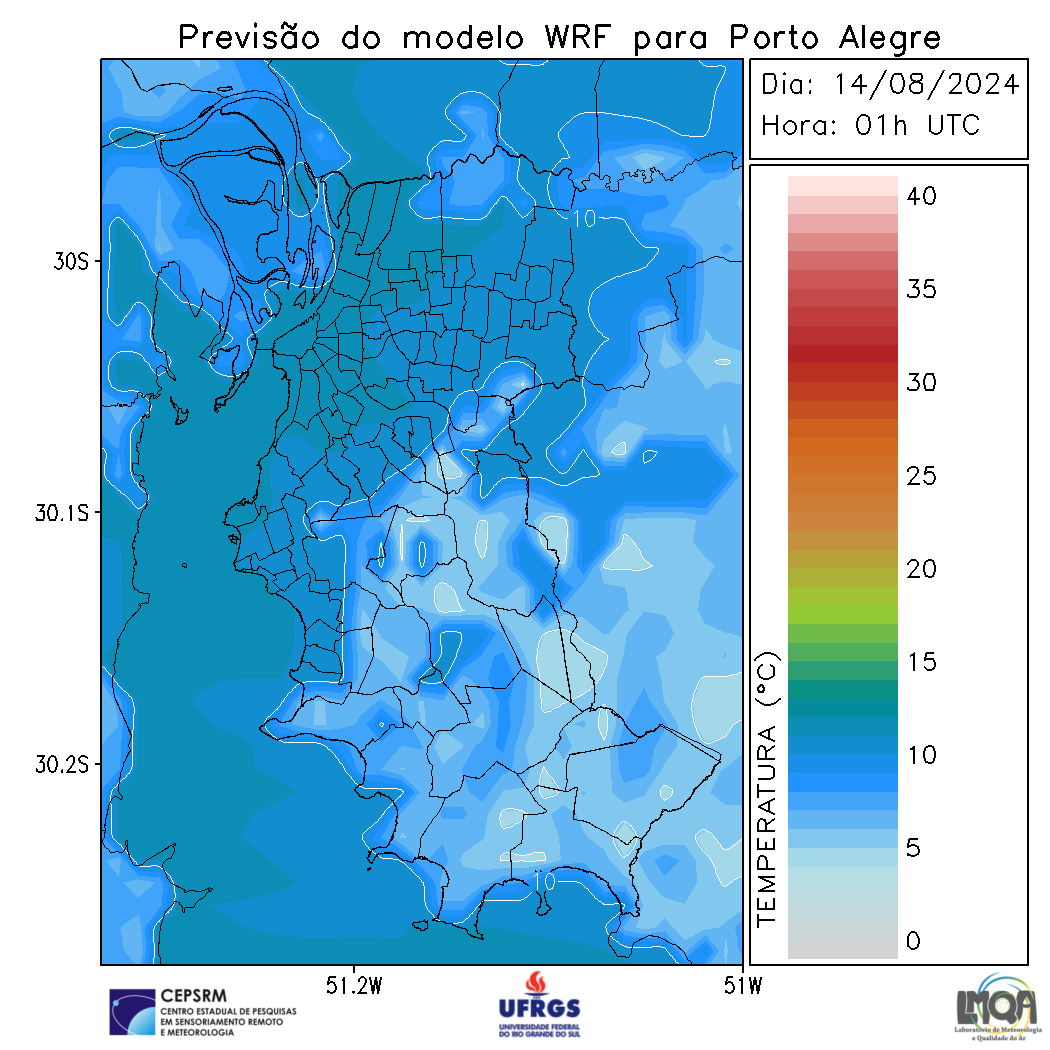 Previsão do modelo WRF para Porto Alegre
Dia: 14/08/2024
Hora: 01h UTC
30S
30.1S
30.2S
51.2W
51W
10
10
TEMPERATURA (°C)
40
35
30
25
20
15
10
5
0
CEPSRM
CENTRO ESTADUAL DE PESQUISAS
EM SENSORIAMENTO REMOTO
E METEOROLOGIA
UFRGS
UNIVERSIDADE FEDERAL
DO RIO GRANDE DO SUL
LMQA
Laboratório de Meteorologia
e Qualidade do Ar